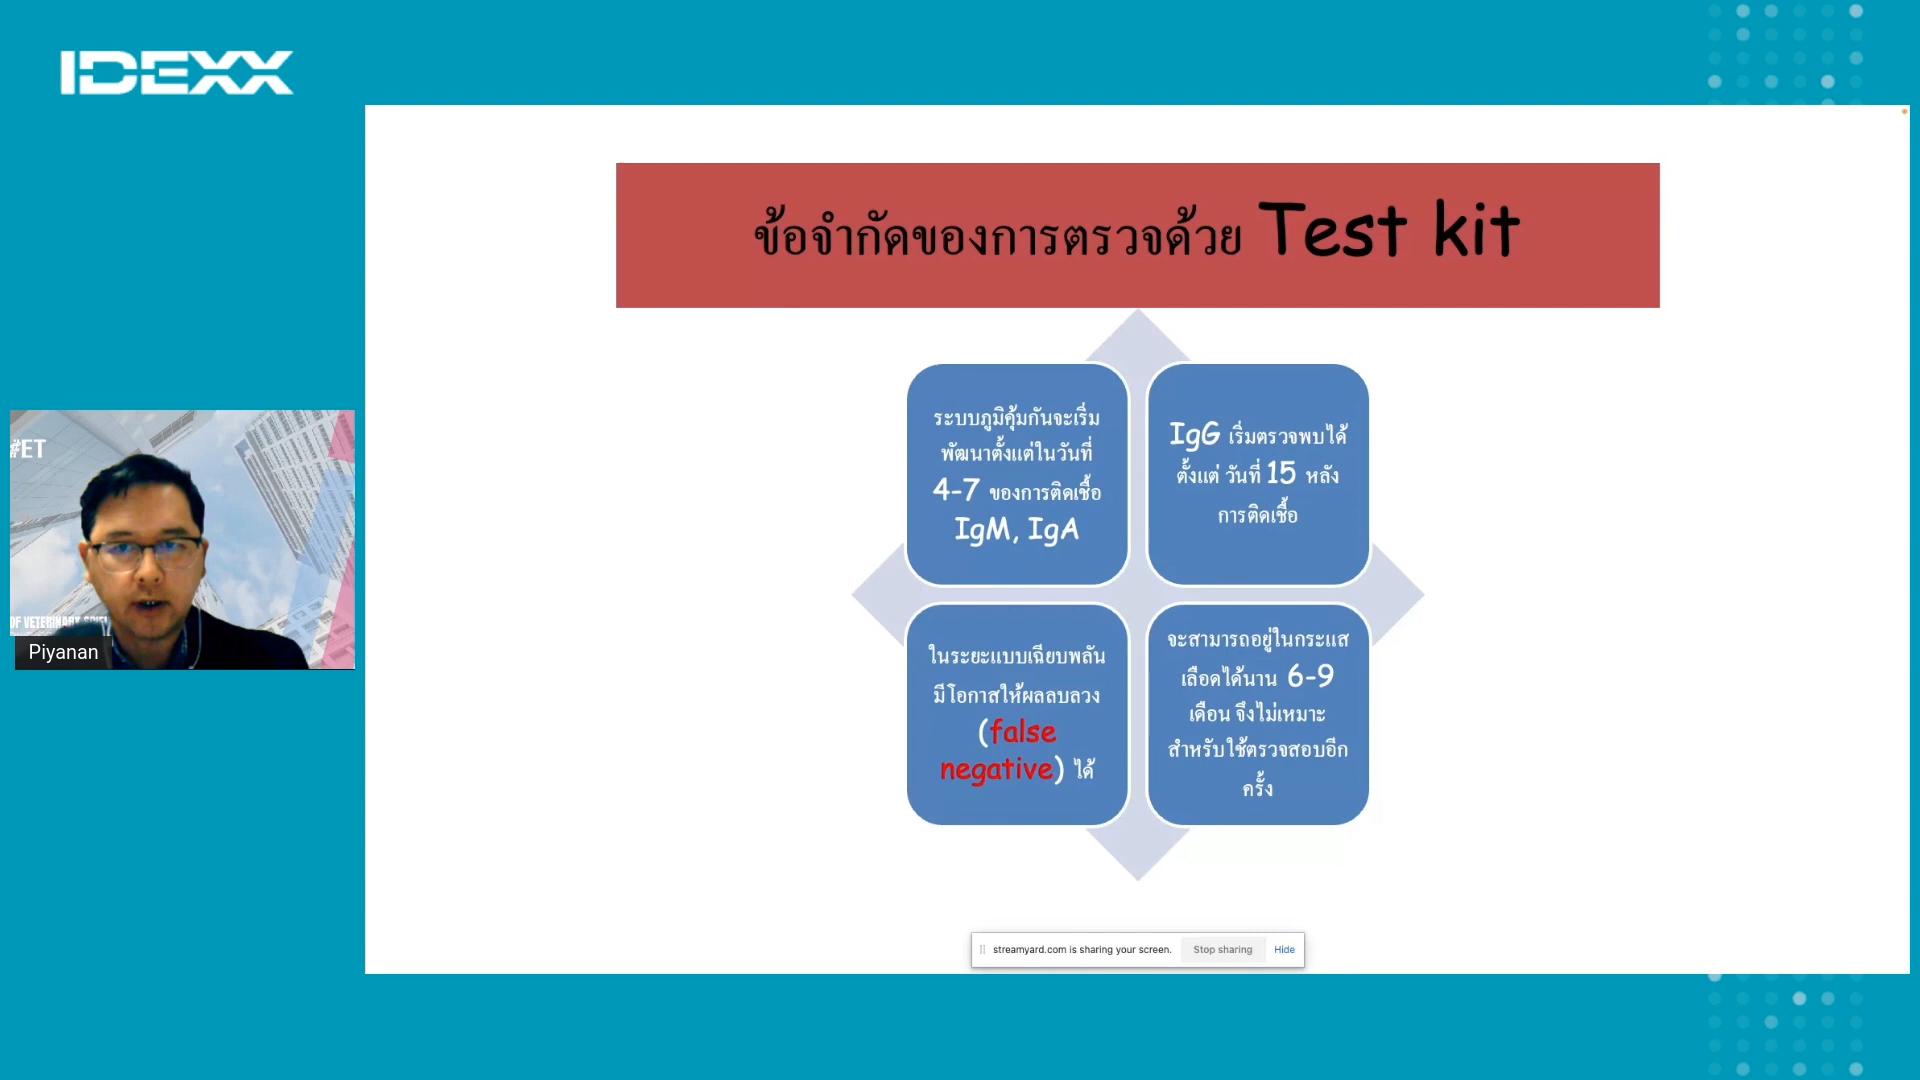 IDEXX
ข้อจำกัดของการตรวจด้วย Test kit
ระบบภูมิคุ้มกันจะเริ่ม
พัฒนาตั้งแต่ในวันที่
4-7 ของการติดเชื้อ
IgM, IgA
IgG เริ่มตรวจพบได้
ตั้งแต่ วันที่ 15 หลัง
การติดเชื้อ
ในระยะแบบเฉียบพลัน
มีโอกาสให้ผลลบลวง
(false
negative) ได้
จะสามารถอยู่ในกระแส
เลือดได้นาน 6-9
เดือน จึงไม่เหมาะ
สำหรับใช้ตรวจสอบอีก
ครั้ง
#ET
OF VETERINARY
Piyanan
streamyard.com is sharing your screen. Stop sharing Hide